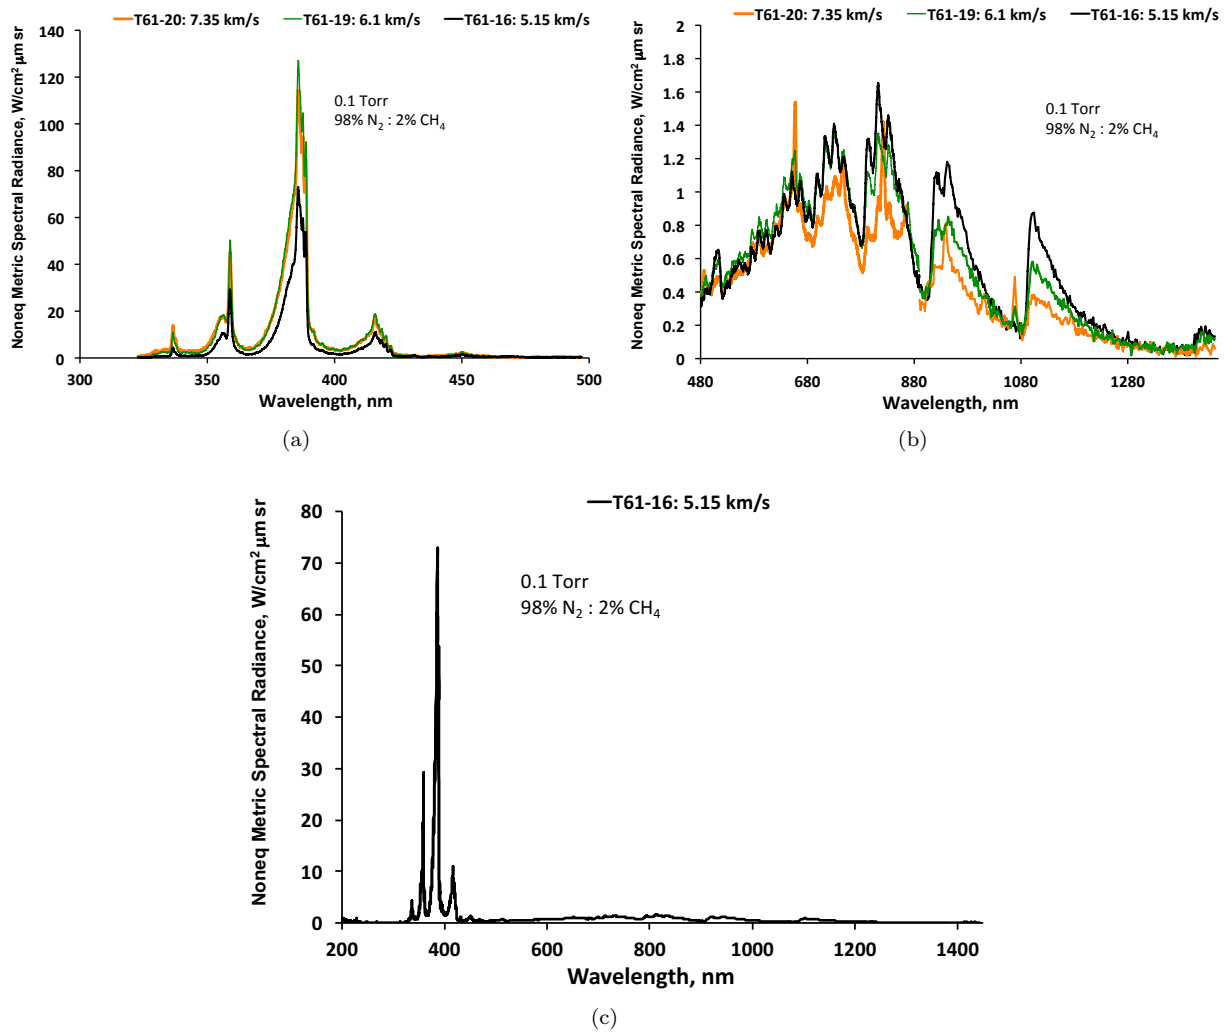 T61-20: 7.35 km/s T61-19: 6.1 km/s T61-16: 5.15 km/s
Noneq Metric Spectral Radiance, W/cm² µm sr
140
120
100
80
60
40
20
0
0.1 Torr
98% N₂ : 2% CH₄
300 350 400 450 500
Wavelength, nm
(a)
T61-20: 7.35 km/s T61-19: 6.1 km/s T61-16: 5.15 km/s
Noneq Metric Spectral Radiance, W/cm² µm sr
2
1.8
1.6
1.4
1.2
1
0.8
0.6
0.4
0.2
0
0.1 Torr
98% N₂ : 2% CH₄
480 680 880 1080 1280
Wavelength, nm
(b)
T61-16: 5.15 km/s
Noneq Metric Spectral Radiance, W/cm² µm sr
80
70
60
50
40
30
20
10
0
0.1 Torr
98% N₂ : 2% CH₄
200 400 600 800 1000 1200 1400
Wavelength, nm
(c)